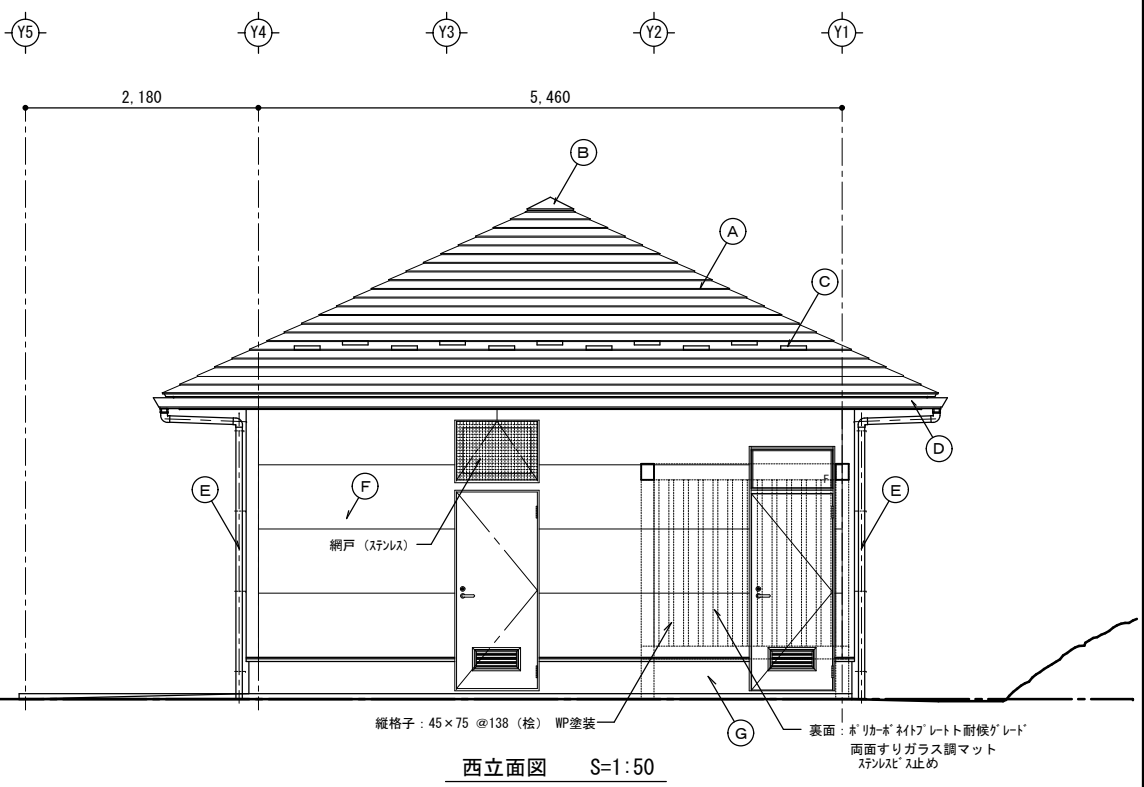 Y5
Y4
Y3
Y2
Y1
2,180
5,460
B
A
C
D
E
F
E
F
網戸 (ステンレス)
縦格子：45×75 @138 (桧) WP塗装
G
裏面：ポリカーボネイトプレートト耐候グレード
両面すりガラス調マット
ステンレスビス止め
西立面図 S=1:50